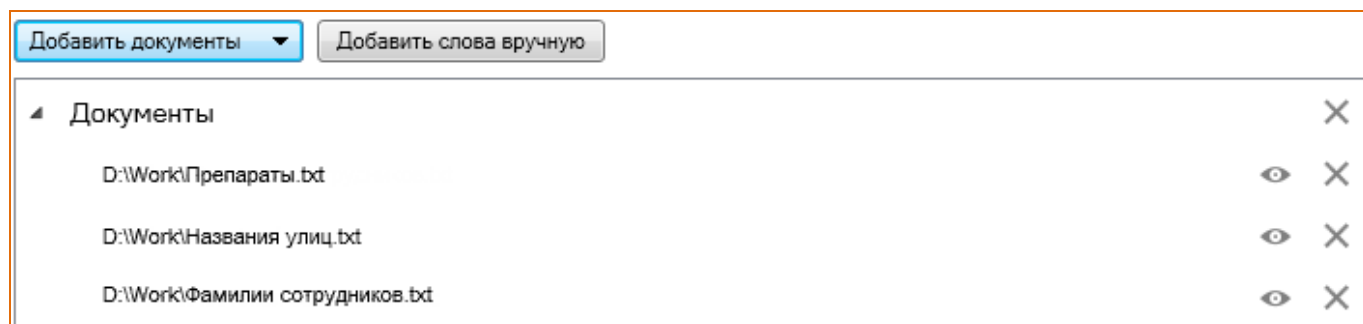 Добавить документы
Добавить слова вручную
Документы
D:\Work\Препараты.txt
D:\Work\Названия улиц.txt
D:\Work\Фамилии сотрудников.txt